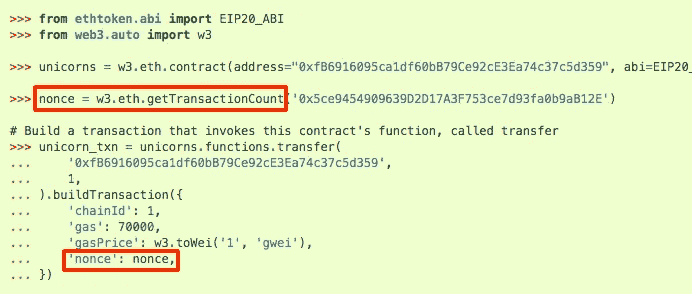 >>> from ethtoken.abi import EIP20_ABI
>>> from web3.auto import w3
>>> unicorns = w3.eth.contract(address="0xfB6916095ca1df60bB79Ce92cE3Ea74c37c5d359", abi=EIP20_
>>> nonce = w3.eth.getTransactionCount('0x5ce9454909639D2D17A3F753ce7d93fa0b9aB12E')
# Build a transaction that invokes this contract's function, called transfer
>>> unicorn_txn = unicorns.functions.transfer(
...     '0xfB6916095ca1df60bB79Ce92cE3Ea74c37c5d359',
...     1,
... ).buildTransaction({
...     'chainId': 1,
...     'gas': 70000,
...     'gasPrice': w3.toWei('1', 'gwei'),
...     'nonce': nonce,
... })